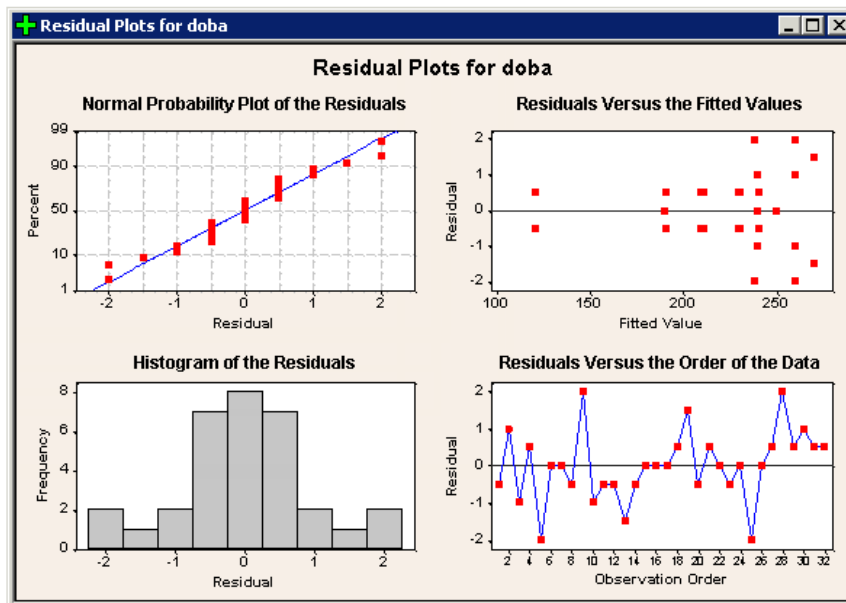 Residual Plots for doba
Residual Plots for doba
Normal Probability Plot of the Residuals
99
90
50
10
1
Percent
-2 -1 0 1 2
Residual
Residuals Versus the Fitted Values
2
1
0
-1
-2
Residual
100 150 200 250
Fitted Value
Histogram of the Residuals
8
6
4
2
0
Frequency
-2 -1 0 1 2
Residual
Residuals Versus the Order of the Data
2
1
0
-1
-2
Residual
2 4 6 8 10 12 14 16 18 20 22 24 26 28 30 32
Observation Order